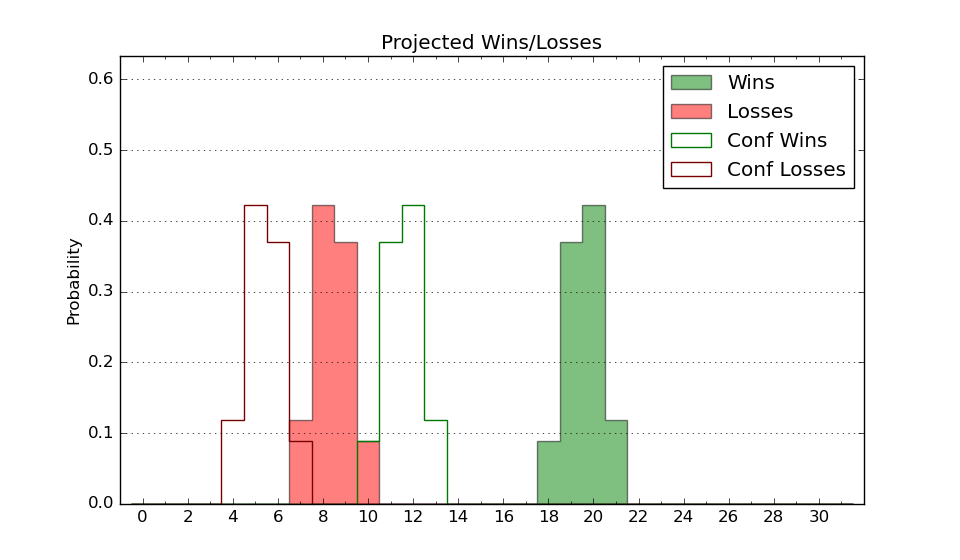 Projected Wins/Losses
0.6
0.5
0.4
0.3
0.2
0.1
0.0
Probability
Wins
Losses
Conf Wins
Conf Losses
0 2 4 6 8 10 12 14 16 18 20 22 24 26 28 30